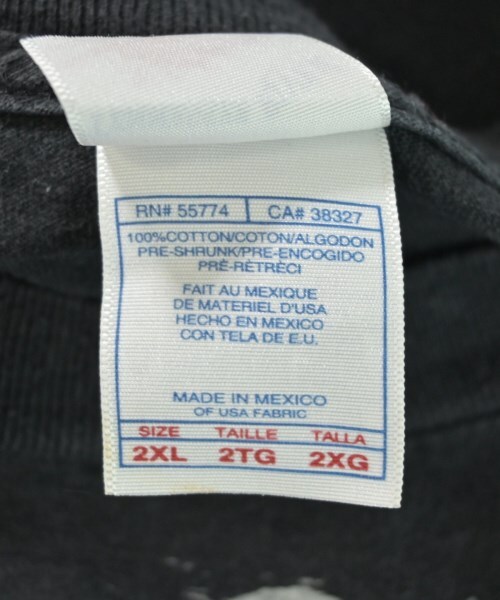 RN# 55774 CA# 38327
100%COTTON/COTON/ALGODON
PRE-SHRUNK/PRE-ENCOGIDO
PRÉ-RÉTRÉCI
FAIT AU MEXIQUE
DE MATERIEL D'USA
HECHO EN MEXICO
CON TELA DE E.U.
MADE IN MEXICO
OF USA FABRIC
SIZE TAILLE TALLA
2XL 2TG 2XG